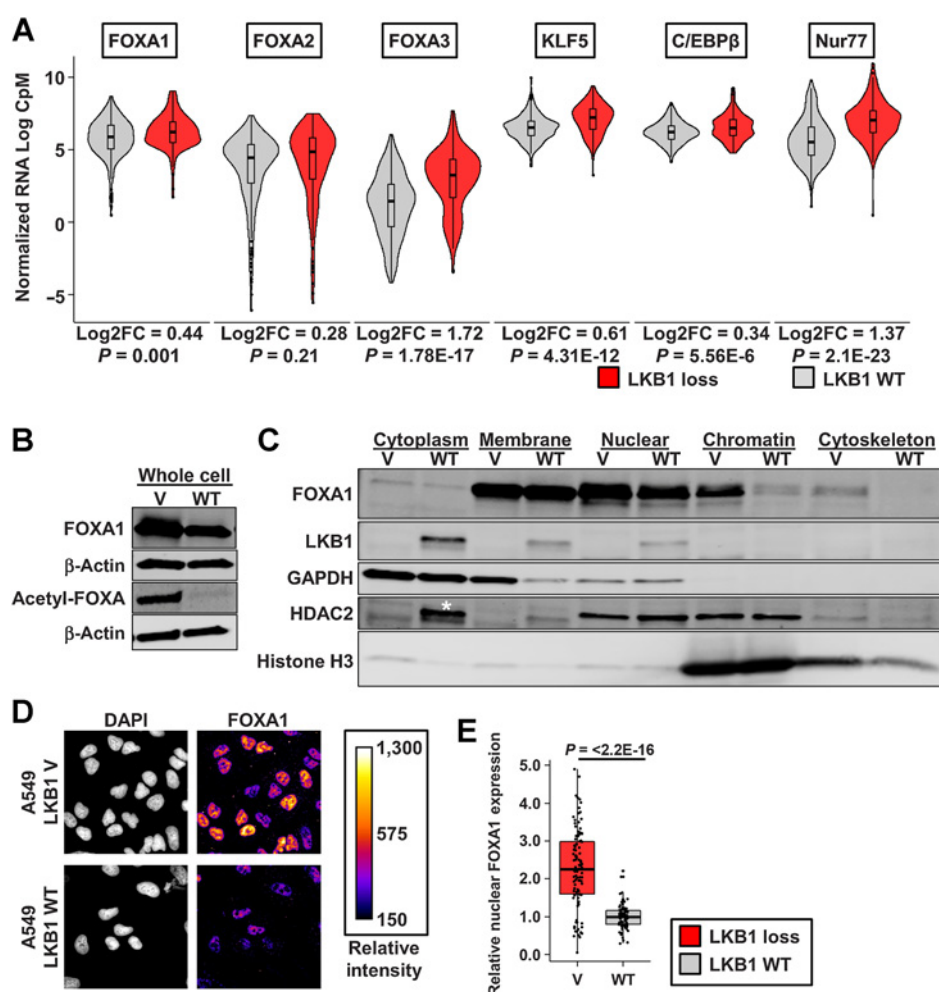 A
FOXA1 FOXA2 FOXA3 KLF5 C/EBPβ Nur77
Normalized RNA Log CpM
10
5
0
−5
Log2FC = 0.44 Log2FC = 0.28 Log2FC = 1.72 Log2FC = 0.61 Log2FC = 0.34 Log2FC = 1.37
P = 0.001 P = 0.21 P = 1.78E-17 P = 4.31E-12 P = 5.56E-6 P = 2.1E-23
LKB1 loss LKB1 WT
B
Whole cell
V WT
FOXA1
β-Actin
Acetyl-FOXA
β-Actin
C
Cytoplasm Membrane Nuclear Chromatin Cytoskeleton
V WT V WT V WT V WT V WT
FOXA1
LKB1
GAPDH
HDAC2 *
Histone H3
D
DAPI FOXA1
A549
LKB1 V
A549
LKB1 WT
1,300
575
150
Relative
intensity
E
P = <2.2E-16
Relative nuclear FOXA1 expression
5.0
4.0
3.0
2.0
1.0
0.0
V WT
LKB1 loss
LKB1 WT